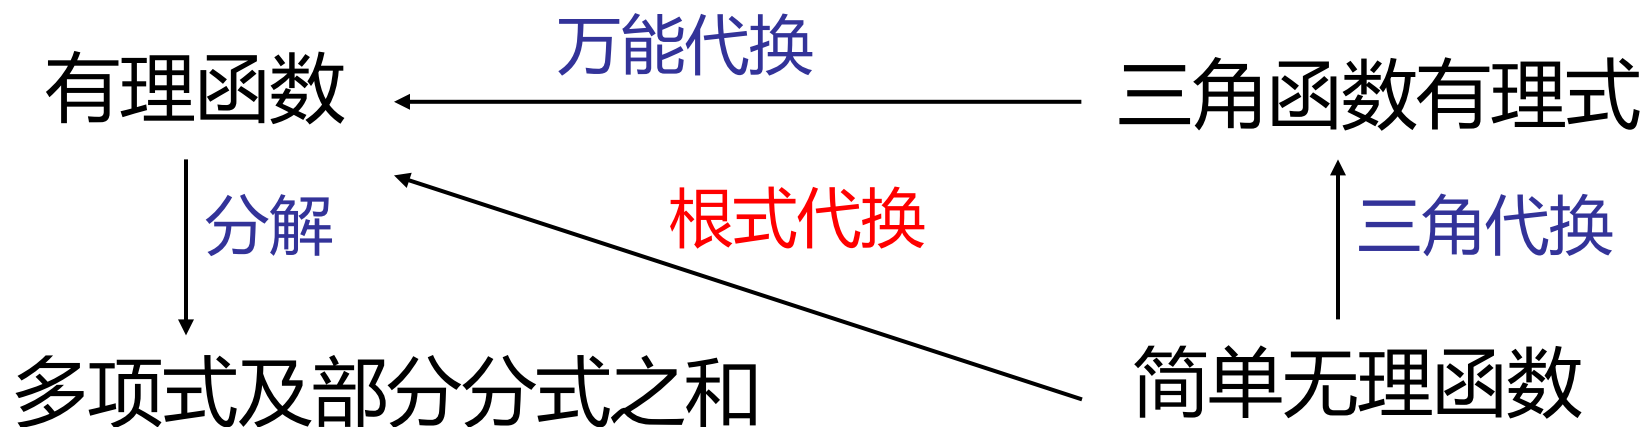 万能代换
有理函数
三角函数有理式
分解
根式代换
三角代换
多项式及部分分式之和
简单无理函数